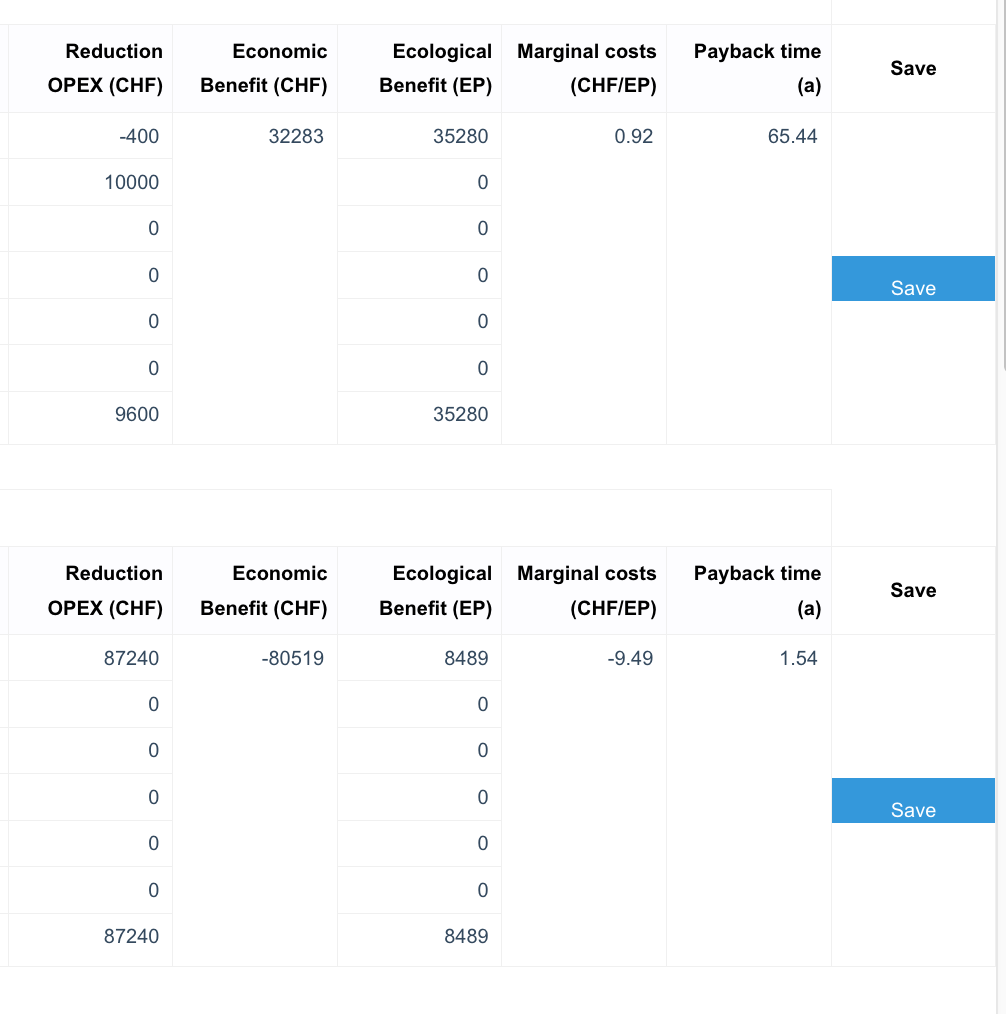 Reduction Economic Ecological Marginal costs Payback time Save
OPEX (CHF) Benefit (CHF) Benefit (EP) (CHF/EP) (a)
-400 32283 35280 0.92 65.44
10000 0
0 0
0 0
Save
0 0
0 0
9600 35280
Reduction Economic Ecological Marginal costs Payback time Save
OPEX (CHF) Benefit (CHF) Benefit (EP) (CHF/EP) (a)
87240 -80519 8489 -9.49 1.54
0 0
0 0
0 0
Save
0 0
0 0
87240 8489